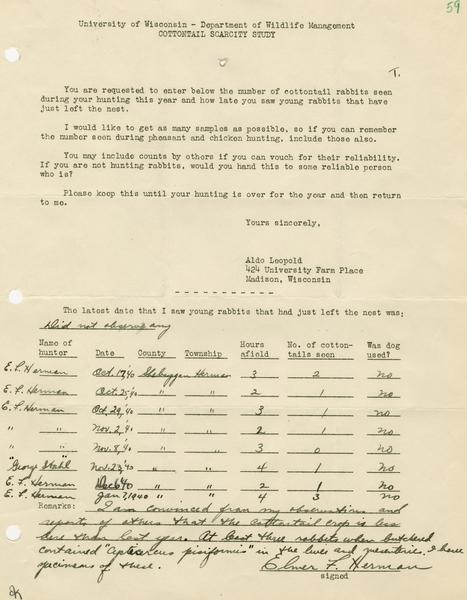 59
University of Wisconsin - Department of Wildlife Management
COTTONTAIL SCARCITY STUDY
T.
You are requested to enter below the number of cottontail rabbits seen
during your hunting this year and how late you saw young rabbits that have
just left the nest.
I would like to get as many samples as possible, so if you can remember
the number seen during pheasant and chicken hunting, include those also.
You may include counts by others if you can vouch for their reliability.
If you are not hunting rabbits, would you hand this to some reliable person
who is?
Please keep this until your hunting is over for the year and then return
to me.
Yours sincerely,
Aldo Leopold
424 University Farm Place
Madison, Wisconsin
- - - - - - - - - - -
The latest date that I saw young rabbits that had just left the nest was:
Did not observe any
Name of hunter Date County Township Hours afield No. of cotton-tails seen Was dog used?
E. F. Herman Oct. 19, 40 Sheboygan Herman 3 2 no
E. F. Herman Oct. 25, 40 " " 2 1 no
E. F. Herman Oct. 29, 40 " " 3 1 no
" " Nov. 2, 40 " " 2 1 no
" " Nov. 8, 40 " " 3 0 no
"George Stahl Nov. 23, 40 " " 4 1 no
E. F. Herman Dec 6 40 " " 2 1 no
E. F. Herman Jan 7, 1940 " " 4 3 no
Remarks: I am convinced from my observations and
reports of others that the cottontail crop is less
here than last year. At least three rabbits when butchered
contained " pisiformis" in the liver and mesenteries. I have
specimens of these.
Elmer F. Herman
signed